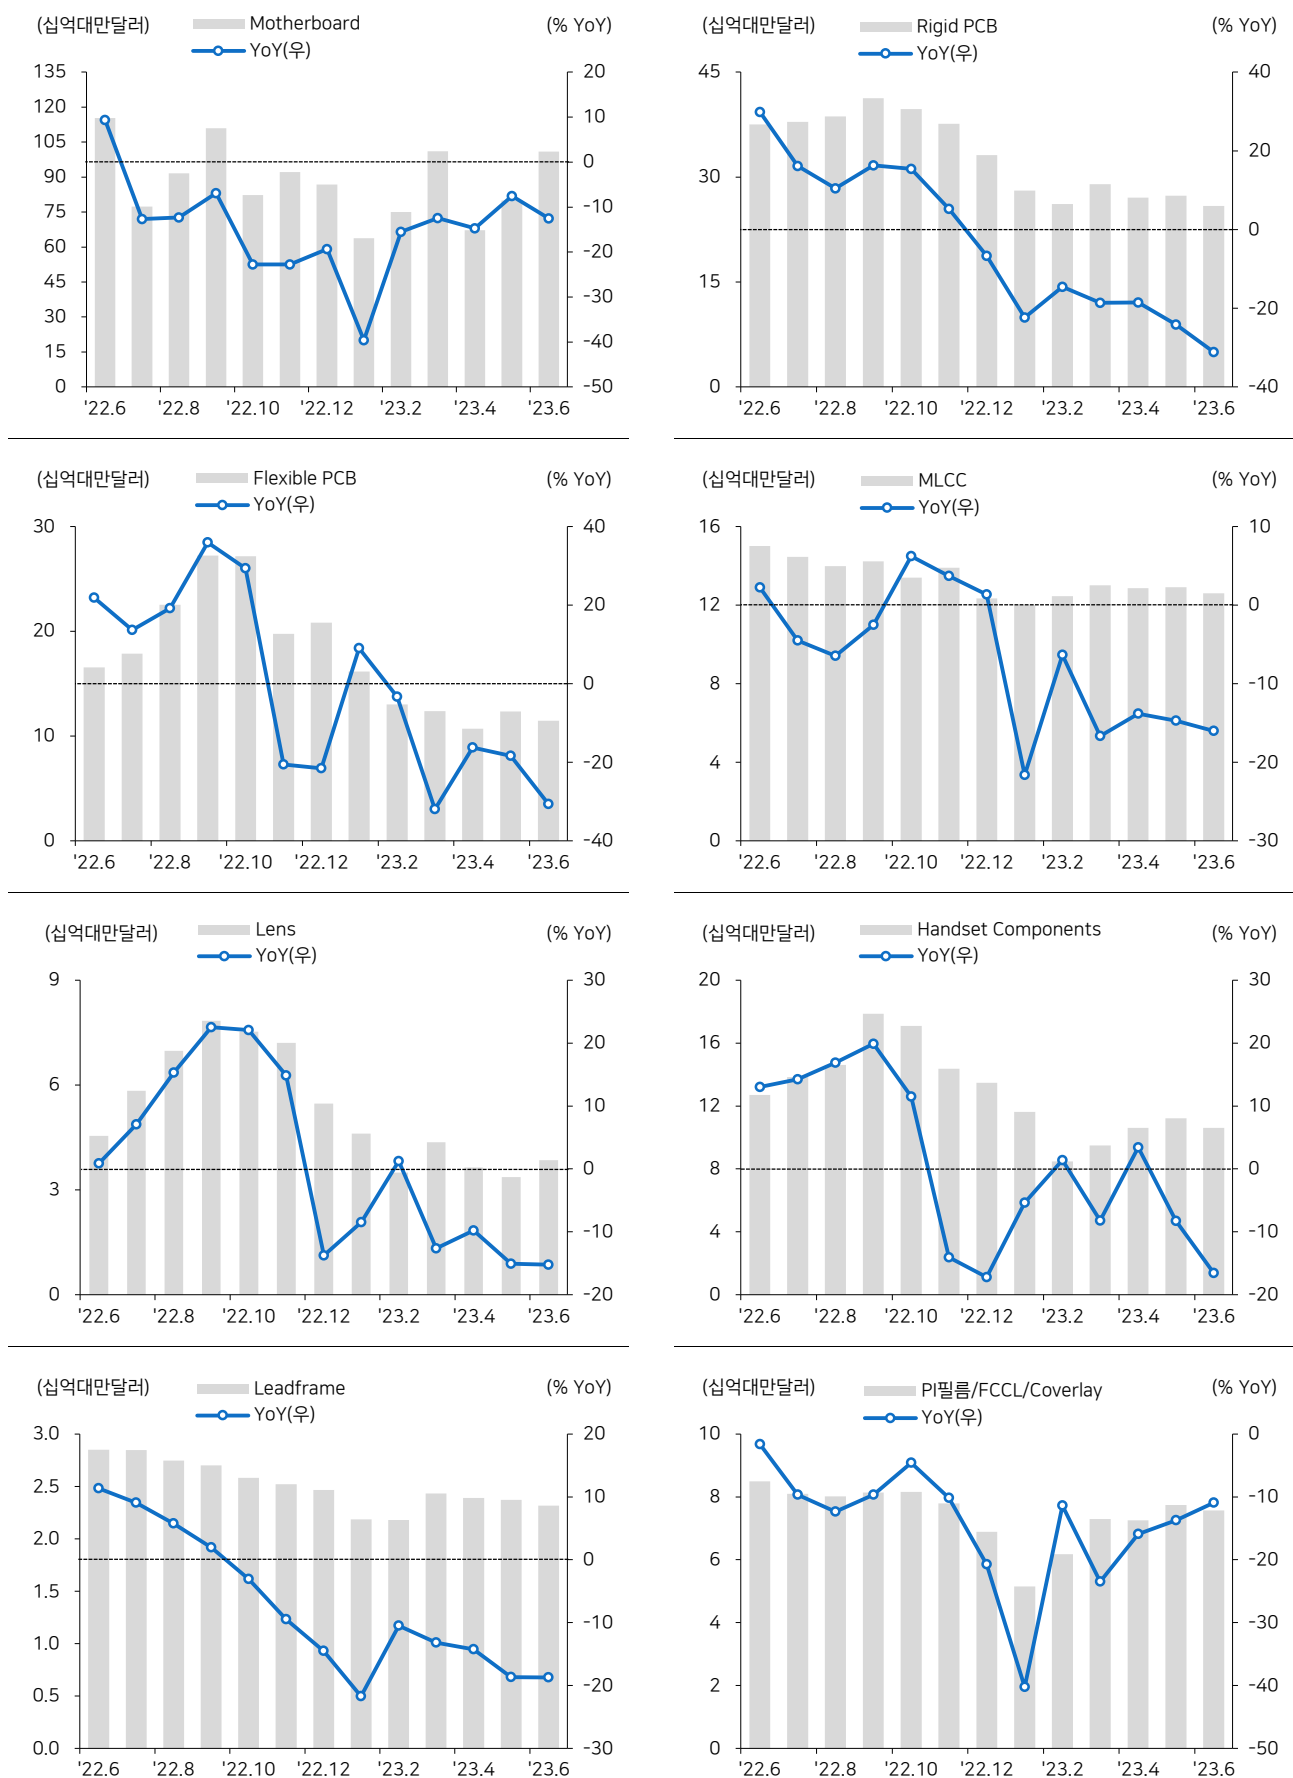 (십억대만달러) Motherboard (% YoY)
YoY(우)
135 20
120 10
105 0
90 -10
75
60 -20
45 -30
30 -40
15
0 -50
'22.6 '22.8 '22.10 '22.12 '23.2 '23.4 '23.6
(십억대만달러) Rigid PCB (% YoY)
YoY(우)
45 40
20
30
0
15 -20
0 -40
'22.6 '22.8 '22.10 '22.12 '23.2 '23.4 '23.6
(십억대만달러) Flexible PCB (% YoY)
YoY(우)
30 40
20
20
0
10 -20
0 -40
'22.6 '22.8 '22.10 '22.12 '23.2 '23.4 '23.6
(십억대만달러) MLCC (% YoY)
YoY(우)
16 10
12 0
8 -10
4 -20
0 -30
'22.6 '22.8 '22.10 '22.12 '23.2 '23.4 '23.6
(십억대만달러) Lens (% YoY)
YoY(우)
9 30
20
6 10
0
3
-10
0 -20
'22.6 '22.8 '22.10 '22.12 '23.2 '23.4 '23.6
(십억대만달러) Handset Components (% YoY)
YoY(우)
20 30
16 20
12 10
8 0
4 -10
0 -20
'22.6 '22.8 '22.10 '22.12 '23.2 '23.4 '23.6
(십억대만달러) Leadframe (% YoY)
YoY(우)
3.0 20
2.5 10
2.0 0
1.5
1.0 -10
0.5 -20
0.0 -30
'22.6 '22.8 '22.10 '22.12 '23.2 '23.4 '23.6
(십억대만달러) PI필름/FCCL/Coverlay (% YoY)
YoY(우)
10 0
8 -10
6 -20
4 -30
2 -40
0 -50
'22.6 '22.8 '22.10 '22.12 '23.2 '23.4 '23.6